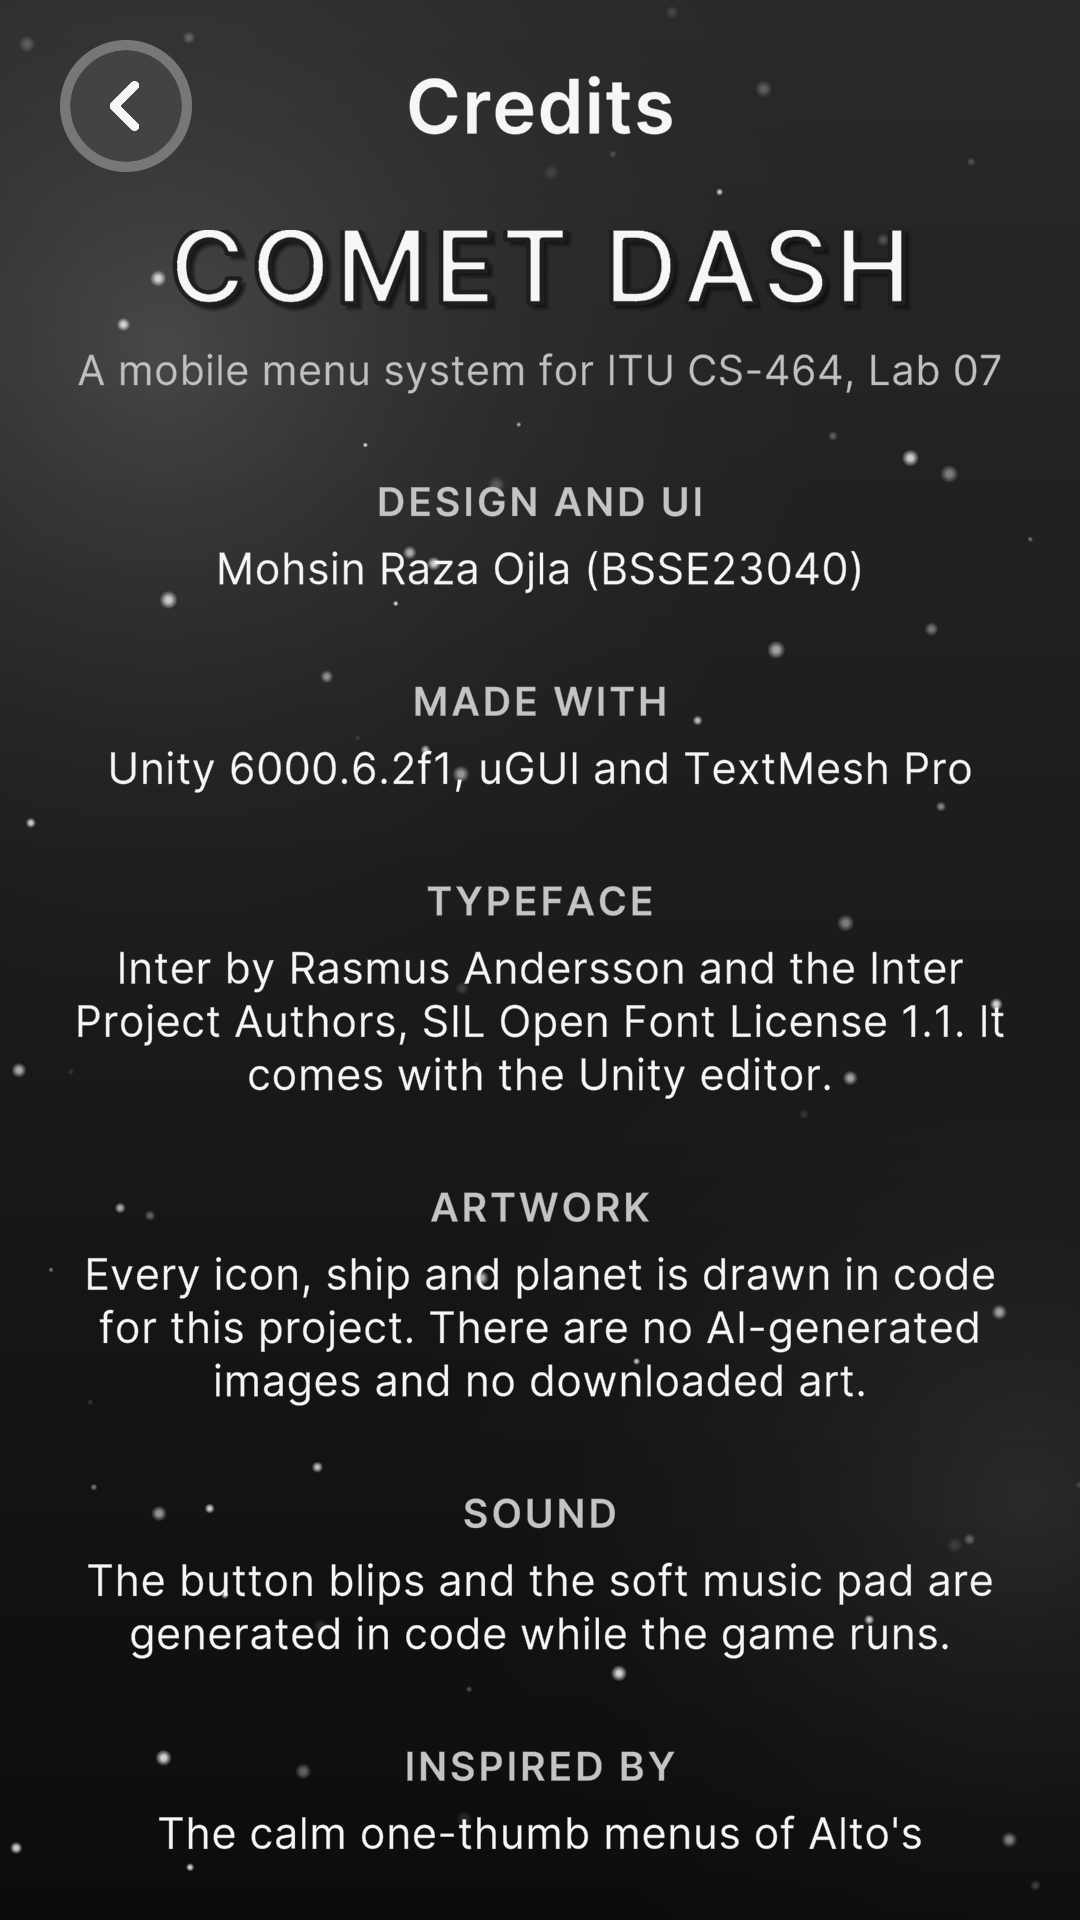 Credits
COMET DASH
A mobile menu system for ITU CS-464, Lab 07
DESIGN AND UI
Mohsin Raza Ojla (BSSE23040)
MADE WITH
Unity 6000.6.2f1, uGUI and TextMesh Pro
TYPEFACE
Inter by Rasmus Andersson and the Inter
Project Authors, SIL Open Font License 1.1. It
comes with the Unity editor.
ARTWORK
Every icon, ship and planet is drawn in code
for this project. There are no AI-generated
images and no downloaded art.
SOUND
The button blips and the soft music pad are
generated in code while the game runs.
INSPIRED BY
The calm one-thumb menus of Alto's